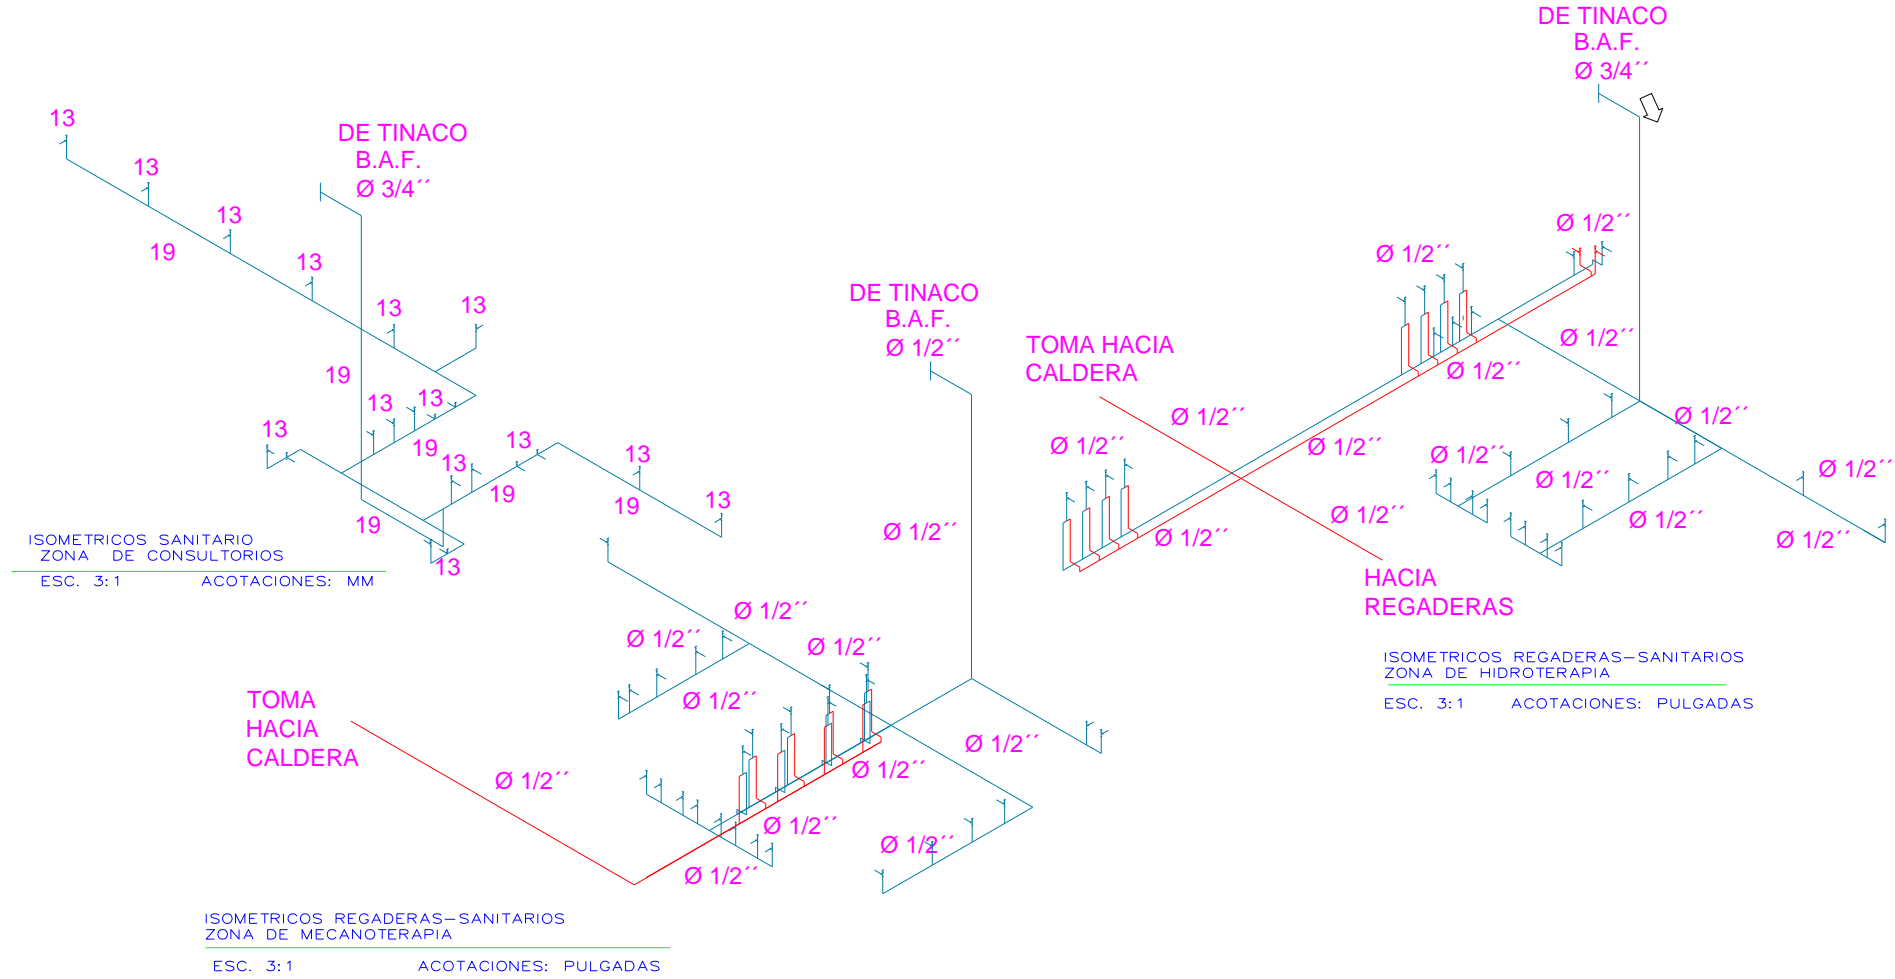 13
13
13
19
13
13
13
DE TINACO
B.A.F.
Ø 3/4´´
19
13
13
19
13
13
19
13
19
13
19
13
19
13
ISOMETRICOS SANITARIO
ZONA DE CONSULTORIOS
ESC. 3:1 ACOTACIONES: MM
DE TINACO
B.A.F.
Ø 1/2´´
Ø 1/2´´
Ø 1/2´´
Ø 1/2´´
Ø 1/2´´
Ø 1/2´´
TOMA
HACIA
CALDERA
Ø 1/2´´
Ø 1/2´´
Ø 1/2´´
Ø 1/2´´
Ø 1/2´´
Ø 1/2´´
ISOMETRICOS REGADERAS-SANITARIOS
ZONA DE MECANOTERAPIA
ESC. 3:1 ACOTACIONES: PULGADAS
DE TINACO
B.A.F.
Ø 3/4´´
Ø 1/2´´
Ø 1/2´´
TOMA HACIA
CALDERA
Ø 1/2´´
Ø 1/2´´
Ø 1/2´´
Ø 1/2´´
Ø 1/2´´
Ø 1/2´´
Ø 1/2´´
Ø 1/2´´
Ø 1/2´´
Ø 1/2´´
Ø 1/2´´
Ø 1/2´´
Ø 1/2´´
Ø 1/2´´
HACIA
REGADERAS
ISOMETRICOS REGADERAS-SANITARIOS
ZONA DE HIDROTERAPIA
ESC. 3:1 ACOTACIONES: PULGADAS